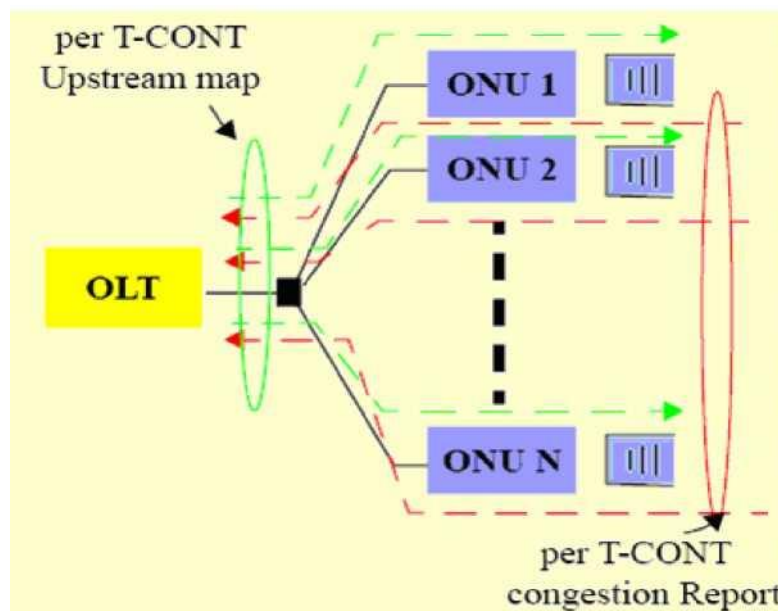 per T-CONT
Upstream map
ONU 1
ONU 2
OLT
ONU N
per T-CONT
congestion Report